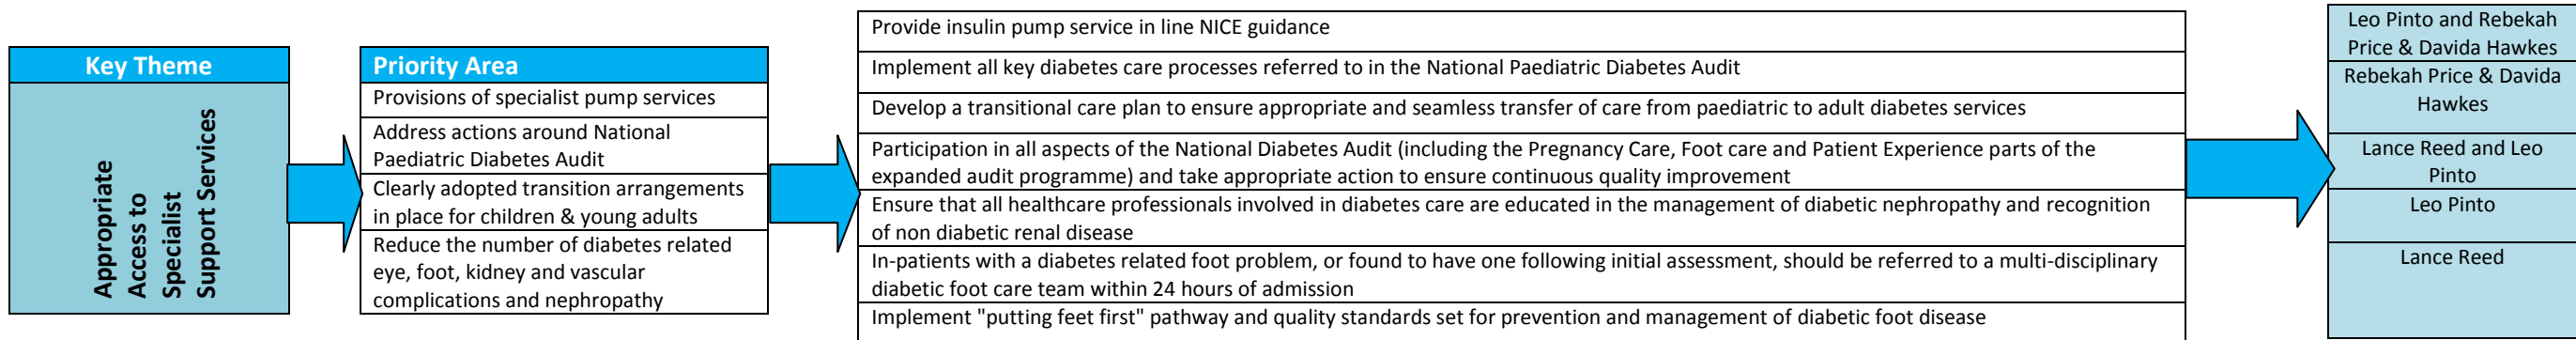 Key Theme
Appropriate
Access to
Specialist
Support Services
Priority Area
Provisions of specialist pump services
Address actions around National
Paediatric Diabetes Audit
Clearly adopted transition arrangements
in place for children & young adults
Reduce the number of diabetes related
eye, foot, kidney and vascular
complications and nephropathy
Provide insulin pump service in line NICE guidance
Implement all key diabetes care processes referred to in the National Paediatric Diabetes Audit
Develop a transitional care plan to ensure appropriate and seamless transfer of care from paediatric to adult diabetes services
Participation in all aspects of the National Diabetes Audit (including the Pregnancy Care, Foot care and Patient Experience parts of the
expanded audit programme) and take appropriate action to ensure continuous quality improvement
Ensure that all healthcare professionals involved in diabetes care are educated in the management of diabetic nephropathy and recognition
of non diabetic renal disease
In-patients with a diabetes related foot problem, or found to have one following initial assessment, should be referred to a multi-disciplinary
diabetic foot care team within 24 hours of admission
Implement "putting feet first" pathway and quality standards set for prevention and management of diabetic foot disease
Leo Pinto and Rebekah
Price & Davida Hawkes
Rebekah Price & Davida
Hawkes
Lance Reed and Leo
Pinto
Leo Pinto
Lance Reed